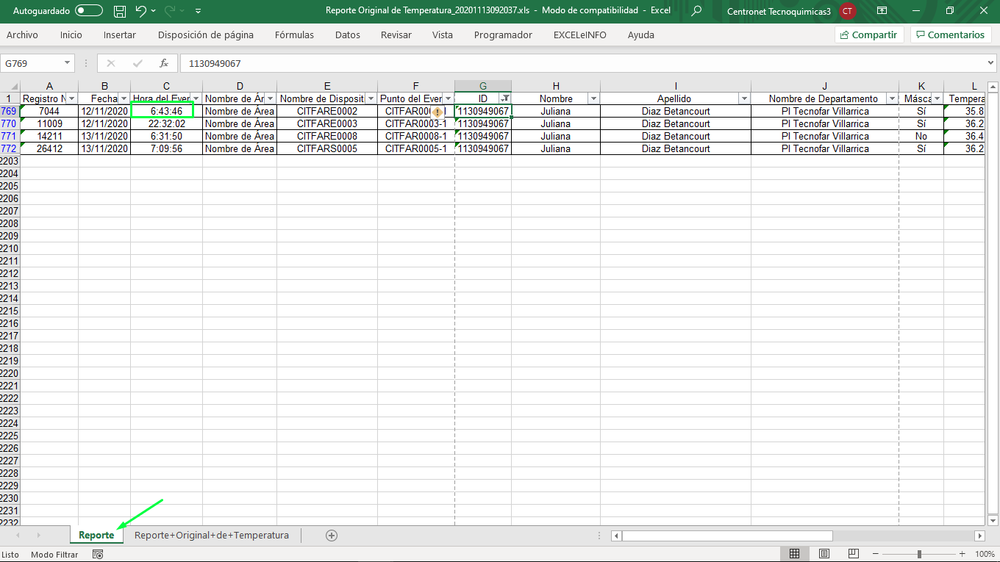 Autoguardado Reporte Original de Temperatura_20201113092037.xls - Modo de compatibilidad - Excel Centronet Tecnoquimicas3 CT
Archivo Inicio Insertar Disposición de página Fórmulas Datos Revisar Vista Programador EXCELeINFO Ayuda Compartir Comentarios
G769 fx 1130949067
A B C D E F G H I J K L
1 Registro N Fecha Hora del Ever Nombre de Ár Nombre de Disposit Punto del Ever ID Nombre Apellido Nombre de Departamento Másca Tempera
769 7044 12/11/2020 6:43:46 Nombre de Área CITFARE0002 CITFAR00 1130949067 Juliana Diaz Betancourt Pl Tecnofar Villarrica Sí 35.8
770 11009 12/11/2020 22:32:02 Nombre de Área CITFARE0003 CITFAR0003-1 1130949067 Juliana Diaz Betancourt Pl Tecnofar Villarrica Sí 36.2
771 14211 13/11/2020 6:31:50 Nombre de Área CITFARE0008 CITFAR0008-1 1130949067 Juliana Diaz Betancourt Pl Tecnofar Villarrica No 36.4
772 26412 13/11/2020 7:09:56 Nombre de Área CITFARS0005 CITFAR0005-1 1130949067 Juliana Diaz Betancourt Pl Tecnofar Villarrica Sí 36.2
2203
2204
2205
2206
2207
2208
2209
2210
2211
2212
2213
2214
2215
2216
2217
2218
2219
2220
2221
2222
2223
2224
2225
2226
2227
2228
2229
2230
2231
2232
Reporte Reporte+Original+de+Temperatura
Listo Modo Filtrar 100%